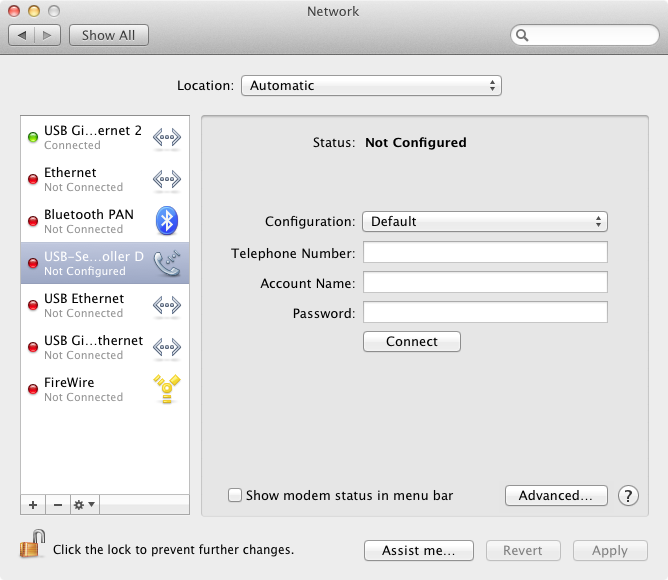 Network
Show All
Location: Automatic
USB Gi...ernet 2
Connected
Ethernet
Not Connected
Bluetooth PAN
Not Connected
USB-Se...oller D
Not Configured
USB Ethernet
Not Connected
USB Gi...thernet
Not Connected
FireWire
Not Connected
Status: Not Configured
Configuration: Default
Telephone Number:
Account Name:
Password:
Connect
Show modem status in menu bar
Advanced...
?
Click the lock to prevent further changes.
Assist me...
Revert
Apply